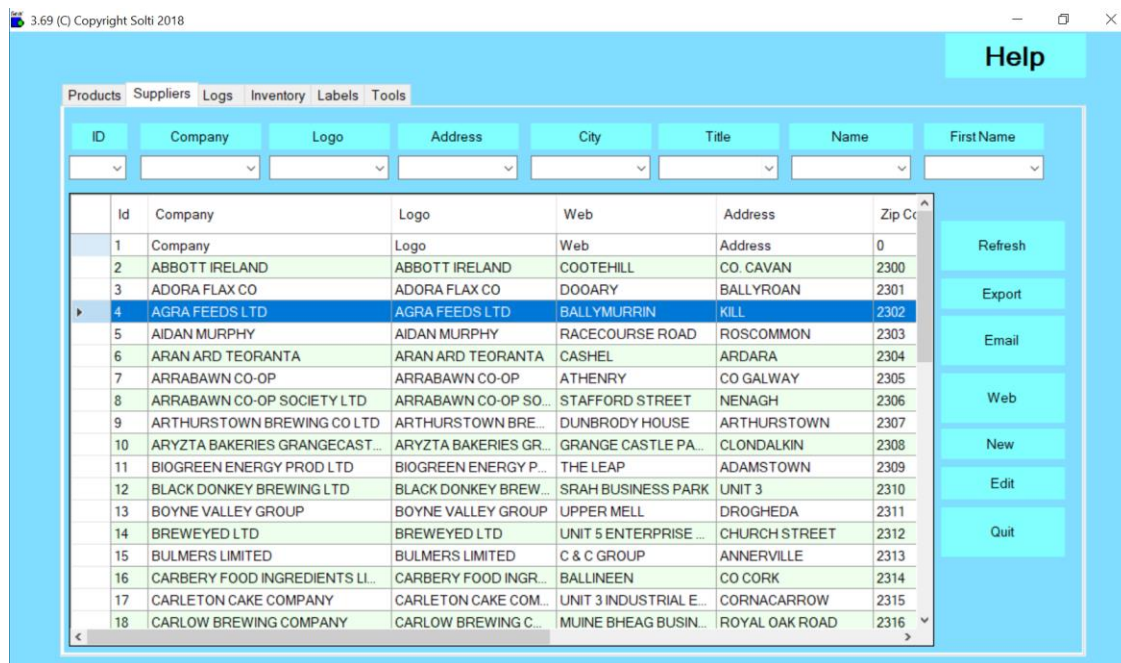 3.69 (C) Copyright Solti 2018
Help
Products Suppliers Logs Inventory Labels Tools
ID Company Logo Address City Title Name First Name
Id Company Logo Web Address Zip Co
1 Company Logo Web Address 0
2 ABBOTT IRELAND ABBOTT IRELAND COOTEHILL CO. CAVAN 2300
3 ADORA FLAX CO ADORA FLAX CO DOOARY BALLYROAN 2301
4 AGRA FEEDS LTD AGRA FEEDS LTD BALLYMURRIN KILL 2302
5 AIDAN MURPHY AIDAN MURPHY RACECOURSE ROAD ROSCOMMON 2303
6 ARAN ARD TEORANTA ARAN ARD TEORANTA CASHEL ARDARA 2304
7 ARRABAWN CO-OP ARRABAWN CO-OP ATHENRY CO GALWAY 2305
8 ARRABAWN CO-OP SOCIETY LTD ARRABAWN CO-OP SO... STAFFORD STREET NENAGH 2306
9 ARTHURSTOWN BREWING CO LTD ARTHURSTOWN BRE... DUNBRODY HOUSE ARTHURSTOWN 2307
10 ARYZTA BAKERIES GRANGECAST... ARYZTA BAKERIES GR... GRANGE CASTLE PA... CLONDALKIN 2308
11 BIOGREEN ENERGY PROD LTD BIOGREEN ENERGY P... THE LEAP ADAMSTOWN 2309
12 BLACK DONKEY BREWING LTD BLACK DONKEY BREW... SRAH BUSINESS PARK UNIT 3 2310
13 BOYNE VALLEY GROUP BOYNE VALLEY GROUP UPPER MELL DROGHEDA 2311
14 BREWEYED LTD BREWEYED LTD UNIT 5 ENTERPRISE ... CHURCH STREET 2312
15 BULMERS LIMITED BULMERS LIMITED C & C GROUP ANNERVILLE 2313
16 CARBERY FOOD INGREDIENTS LI... CARBERY FOOD INGR... BALLINEEN CO CORK 2314
17 CARLETON CAKE COMPANY CARLETON CAKE COM... UNIT 3 INDUSTRIAL E... CORNACARROW 2315
18 CARLOW BREWING COMPANY CARLOW BREWING C... MUINE BHEAG BUSIN... ROYAL OAK ROAD 2316
Refresh
Export
Email
Web
New
Edit
Quit